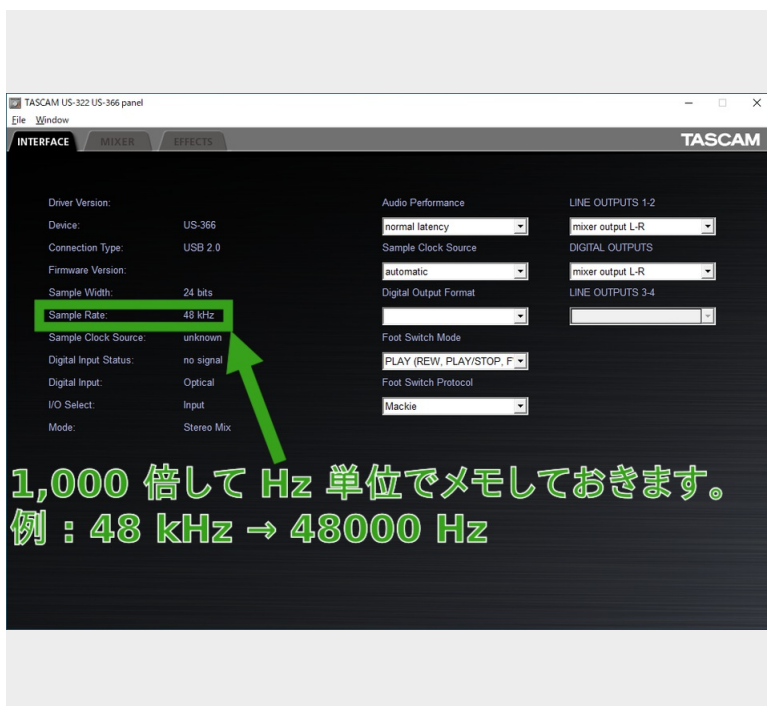 TASCAM US-322 US-366 panel
File Window
INTERFACE MIXER EFFECTS TASCAM
Driver Version: Audio Performance LINE OUTPUTS 1-2
Device: US-366 normal latency mixer output L-R
Connection Type: USB 2.0 Sample Clock Source DIGITAL OUTPUTS
Firmware Version: automatic mixer output L-R
Sample Width: 24 bits Digital Output Format LINE OUTPUTS 3-4
Sample Rate: 48 kHz
Sample Clock Source: unknown Foot Switch Mode
Digital Input Status: no signal PLAY (REW, PLAY/STOP, F
Digital Input: Optical Foot Switch Protocol
I/O Select: Input Mackie
Mode: Stereo Mix
1,000 倍して Hz 単位でメモしておきます。
例：48 kHz → 48000 Hz